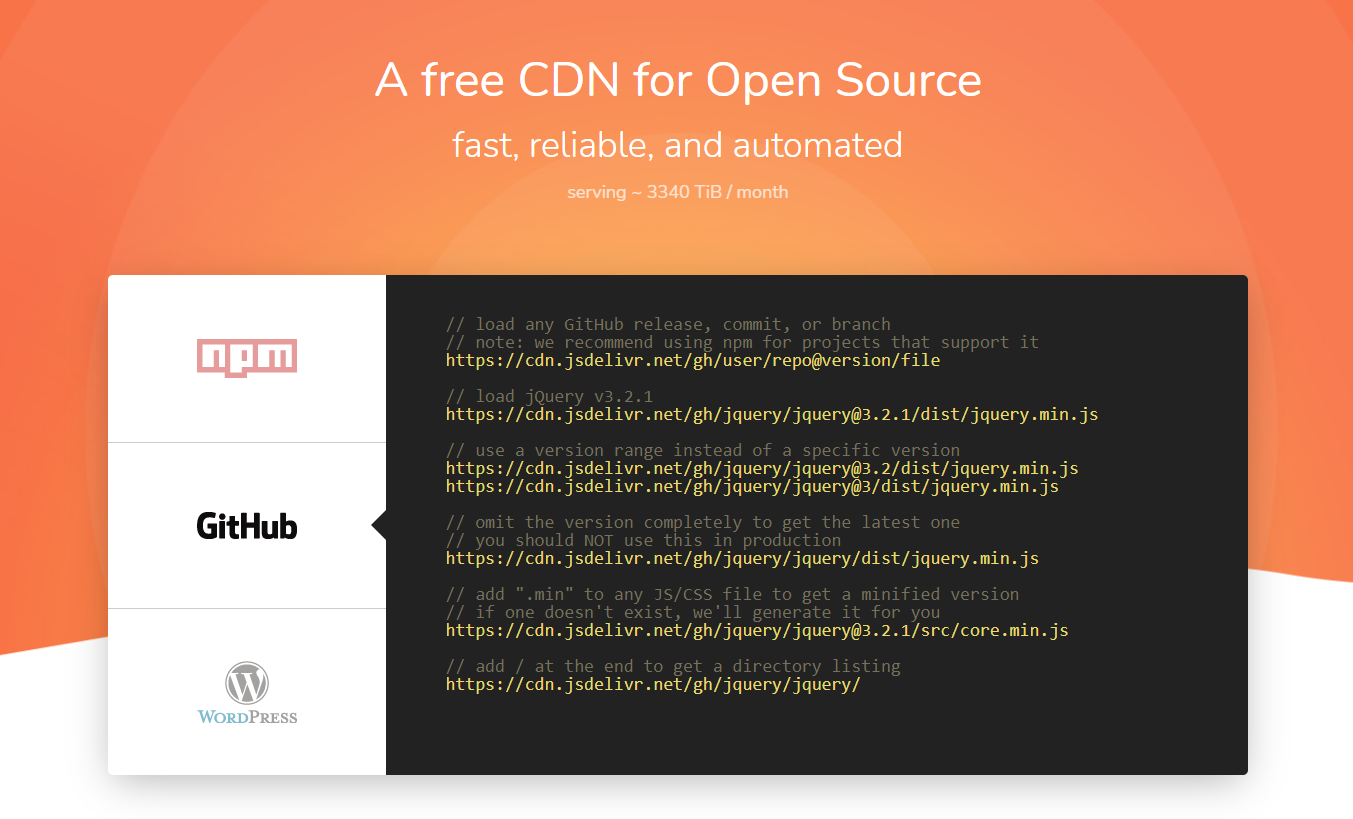 A free CDN for Open Source
fast, reliable, and automated
serving ~ 3340 TiB / month
npm
GitHub
WORDPRESS
// load any GitHub release, commit, or branch
// note: we recommend using npm for projects that support it
https://cdn.jsdelivr.net/gh/user/repo@version/file
// load jQuery v3.2.1
https://cdn.jsdelivr.net/gh/jquery/jquery@3.2.1/dist/jquery.min.js
// use a version range instead of a specific version
https://cdn.jsdelivr.net/gh/jquery/jquery@3.2/dist/jquery.min.js
https://cdn.jsdelivr.net/gh/jquery/jquery@3/dist/jquery.min.js
// omit the version completely to get the latest one
// you should NOT use this in production
https://cdn.jsdelivr.net/gh/jquery/jquery/dist/jquery.min.js
// add ".min" to any JS/CSS file to get a minified version
// if one doesn't exist, we'll generate it for you
https://cdn.jsdelivr.net/gh/jquery/jquery@3.2.1/src/core.min.js
// add / at the end to get a directory listing
https://cdn.jsdelivr.net/gh/jquery/jquery/